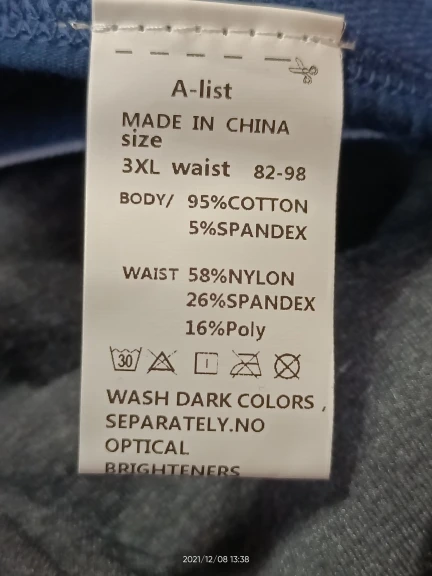 A-list
MADE IN CHINA
size
3XL waist 82-98
BODY/ 95%COTTON
5%SPANDEX
WAIST 58%NYLON
26%SPANDEX
16%Poly
30
WASH DARK COLORS,
SEPARATELY.NO
OPTICAL
BRIGHTENERS
2021/12/08 13:38